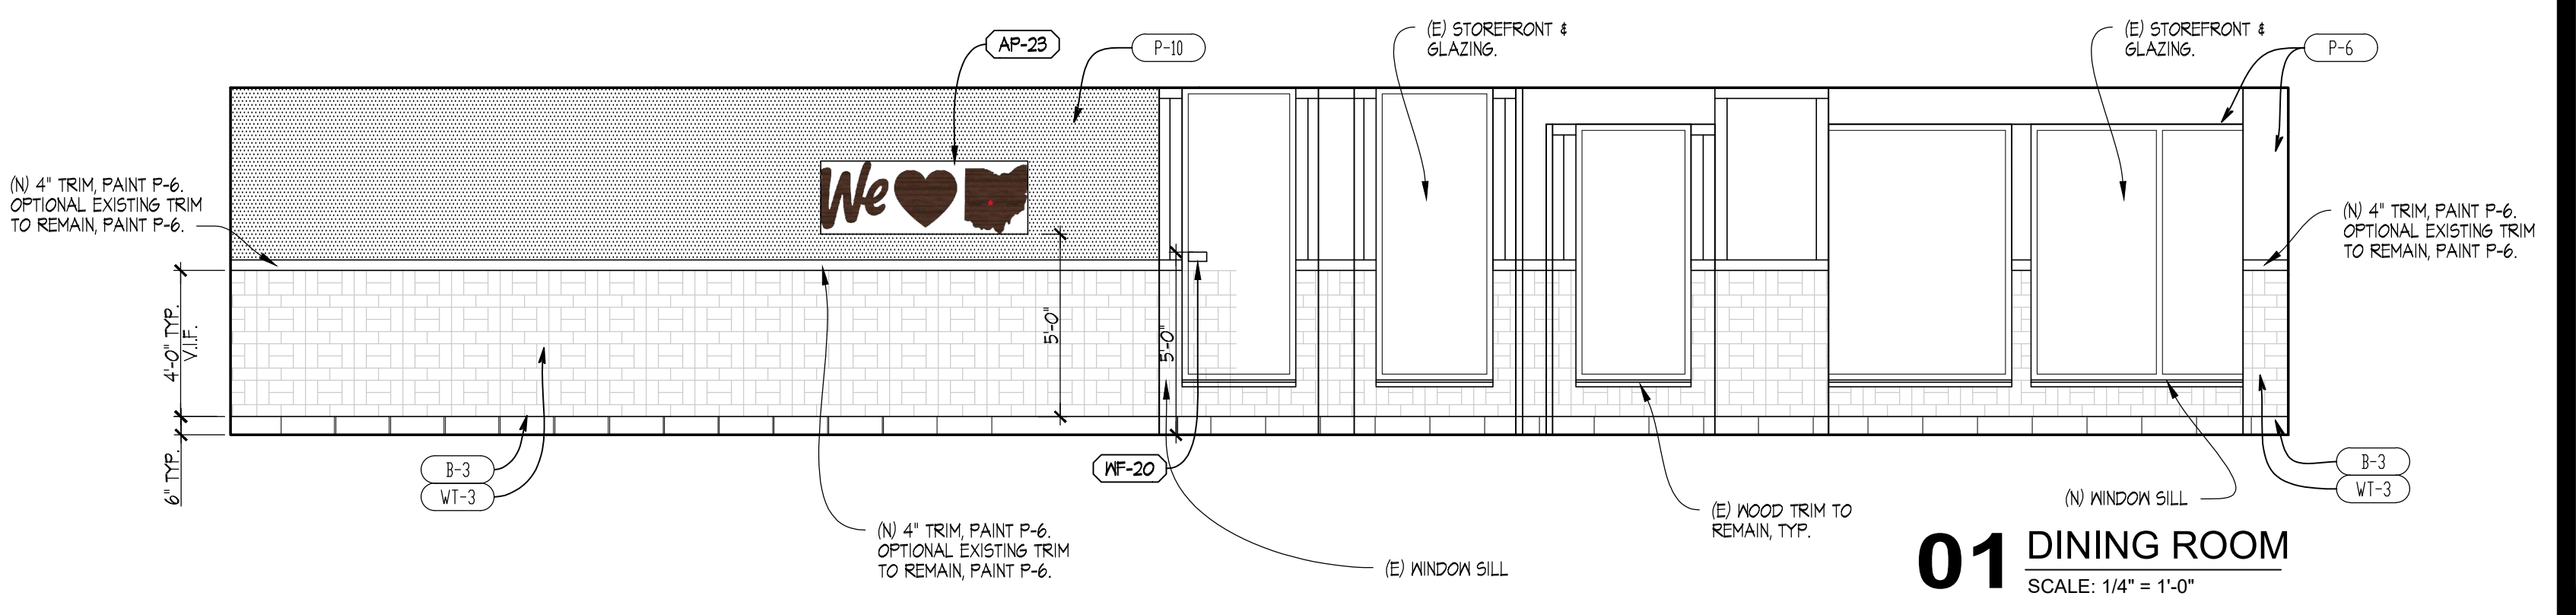 AP-23
P-10
(E) STOREFRONT &
GLAZING.
(E) STOREFRONT &
GLAZING.
P-6
We
(N) 4" TRIM, PAINT P-6.
OPTIONAL EXISTING TRIM
TO REMAIN, PAINT P-6.
(N) 4" TRIM, PAINT P-6.
OPTIONAL EXISTING TRIM
TO REMAIN, PAINT P-6.
4'-0" TYP.
V.I.F.
5'-0"
5'-0"
6" TYP.
B-3
WT-3
WF-20
B-3
WT-3
(N) WINDOW SILL
(E) WOOD TRIM TO
REMAIN, TYP.
(N) 4" TRIM, PAINT P-6.
OPTIONAL EXISTING TRIM
TO REMAIN, PAINT P-6.
(E) WINDOW SILL
01 DINING ROOM
SCALE: 1/4" = 1'-0"